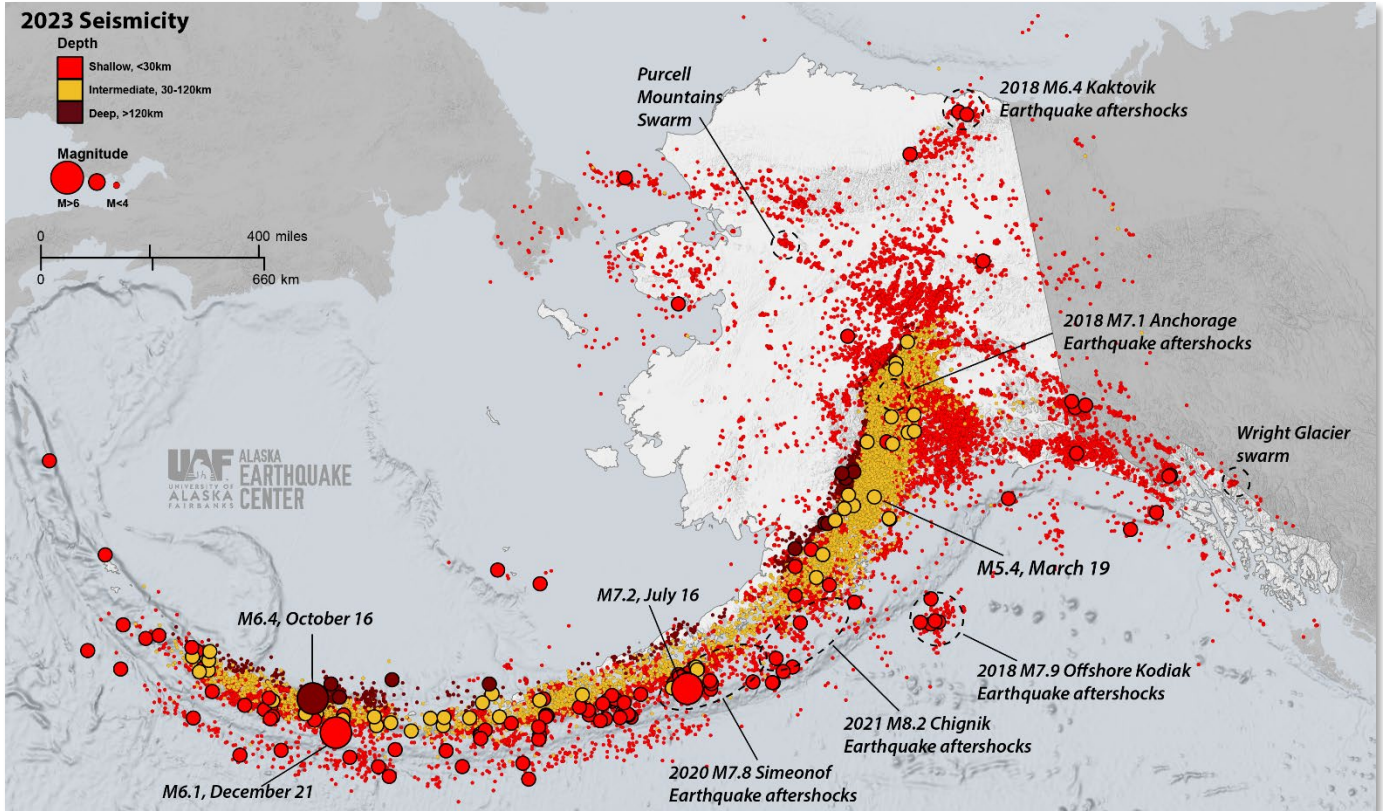 2023 Seismicity
Depth
Shallow, <30km
Intermediate, 30-120km
Deep, >120km
Magnitude
M>6
M<4
0
400 miles
0
660 km
Purcell
Mountains
Swarm
2018 M6.4 Kaktovik
Earthquake aftershocks
2018 M7.1 Anchorage
Earthquake aftershocks
Wright Glacier
swarm
UAF
UNIVERSITY OF
ALASKA
FAIRBANKS
ALASKA
EARTHQUAKE
CENTER
M5.4, March 19
M7.2, July 16
M6.4, October 16
2018 M7.9 Offshore Kodiak
Earthquake aftershocks
2021 M8.2 Chignik
Earthquake aftershocks
2020 M7.8 Simeonof
Earthquake aftershocks
M6.1, December 21